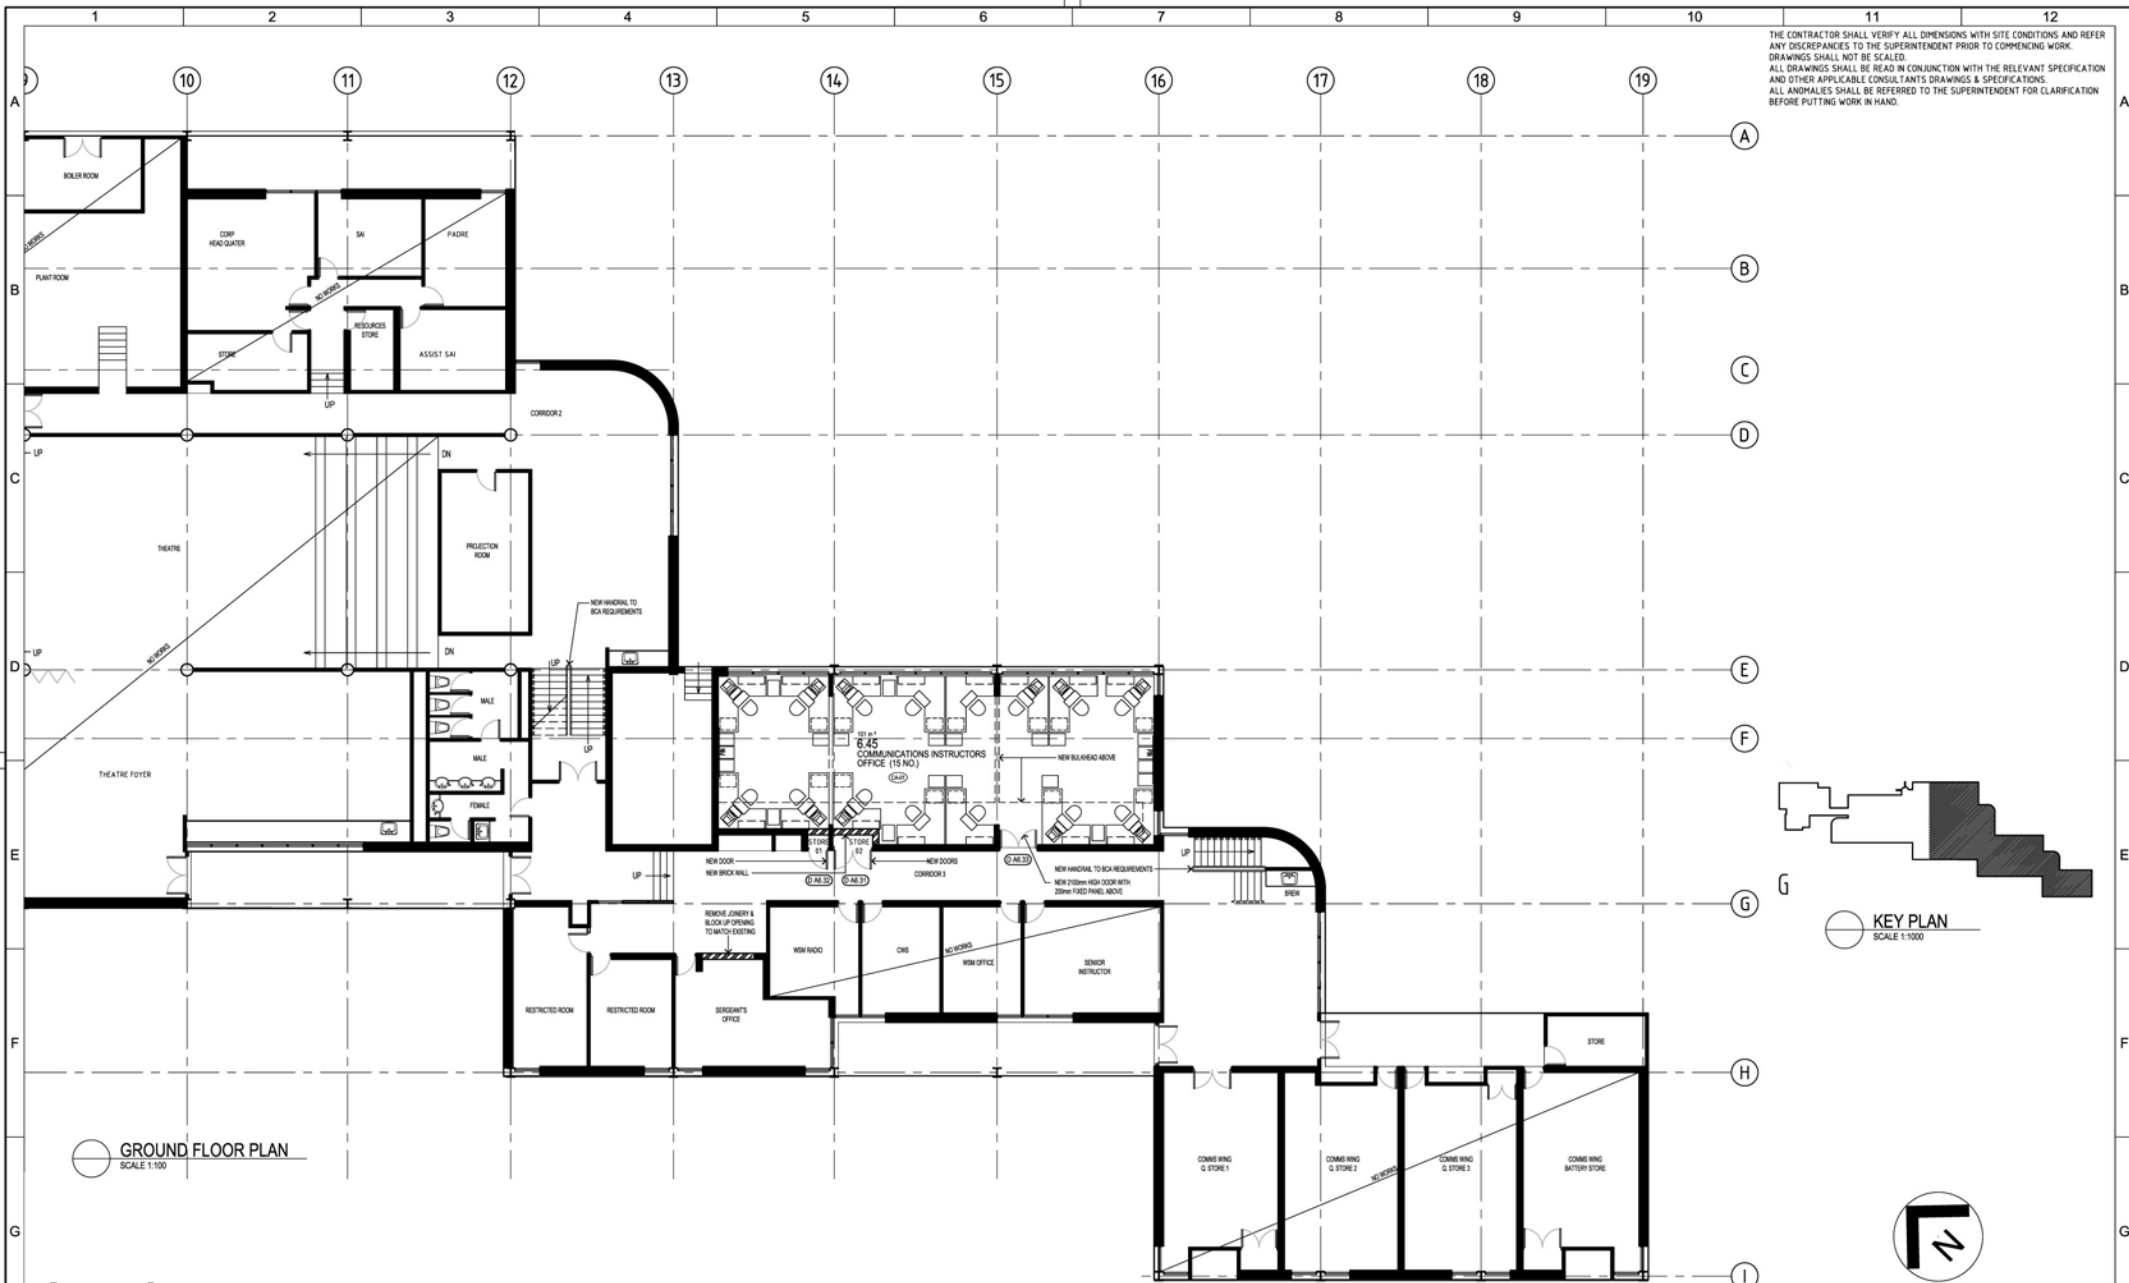 1 2 3 4 5 6 7 8 9 10 11 12
THE CONTRACTOR SHALL VERIFY ALL DIMENSIONS WITH SITE CONDITIONS AND REFER
ANY DISCREPANCIES TO THE SUPERINTENDENT PRIOR TO COMMENCING WORK.
DRAWINGS SHALL NOT BE SCALED.
ALL DRAWINGS SHALL BE READ IN CONJUNCTION WITH THE RELEVANT SPECIFICATION
AND OTHER APPLICABLE CONSULTANTS DRAWINGS & SPECIFICATIONS.
ALL ANOMALIES SHALL BE REFERRED TO THE SUPERINTENDENT FOR CLARIFICATION
BEFORE PUTTING WORK IN HAND.
10 11 12 13 14 15 16 17 18 19
A
A
A
BOILER ROOM
CORP
HEAD QUATER
SAI
PADRE
NO WORKS
PLANT ROOM
B
B
B
RESOURCES
STORE
STORE
ASSIST SAI
C
UP
CORRIDOR 2
D
UP
DN
C
C
THEATRE
PROJECTION
ROOM
NEW HANDRAIL TO
BCA REQUIREMENTS
NO WORKS
UP
DN
UP
D
D
E
MALE
F
UP
MALE
101 m²
6.45
COMMUNICATIONS INSTRUCTORS
OFFICE (15 NO.)
CA-01
NEW BULKHEAD ABOVE
THEATRE FOYER
FEMALE
STORE
01
STORE
02
E
E
UP
NEW DOOR
NEW BRICK WALL
NEW DOORS
CORRIDOR 3
D A6.32
D A6.31
D A6.33
UP
NEW HANDRAIL TO BCA REQUIREMENTS
NEW 2100mm HIGH DOOR WITH
200mm FIXED PANEL ABOVE
BREW
G
G
KEY PLAN
SCALE 1:1000
REMOVE JOINERY &
BLOCK UP OPENING
TO MATCH EXISTING
WSM RADIO
CWS
NO WORKS
WSM OFFICE
SENIOR
INSTRUCTOR
RESTRICTED ROOM
RESTRICTED ROOM
SERGEANT'S
OFFICE
F
STORE
F
H
GROUND FLOOR PLAN
SCALE 1:100
COMMS WING
Q. STORE 1
COMMS WING
Q. STORE 2
COMMS WING
Q. STORE 3
COMMS WING
BATTERY STORE
NO WORKS
G
N
G
I